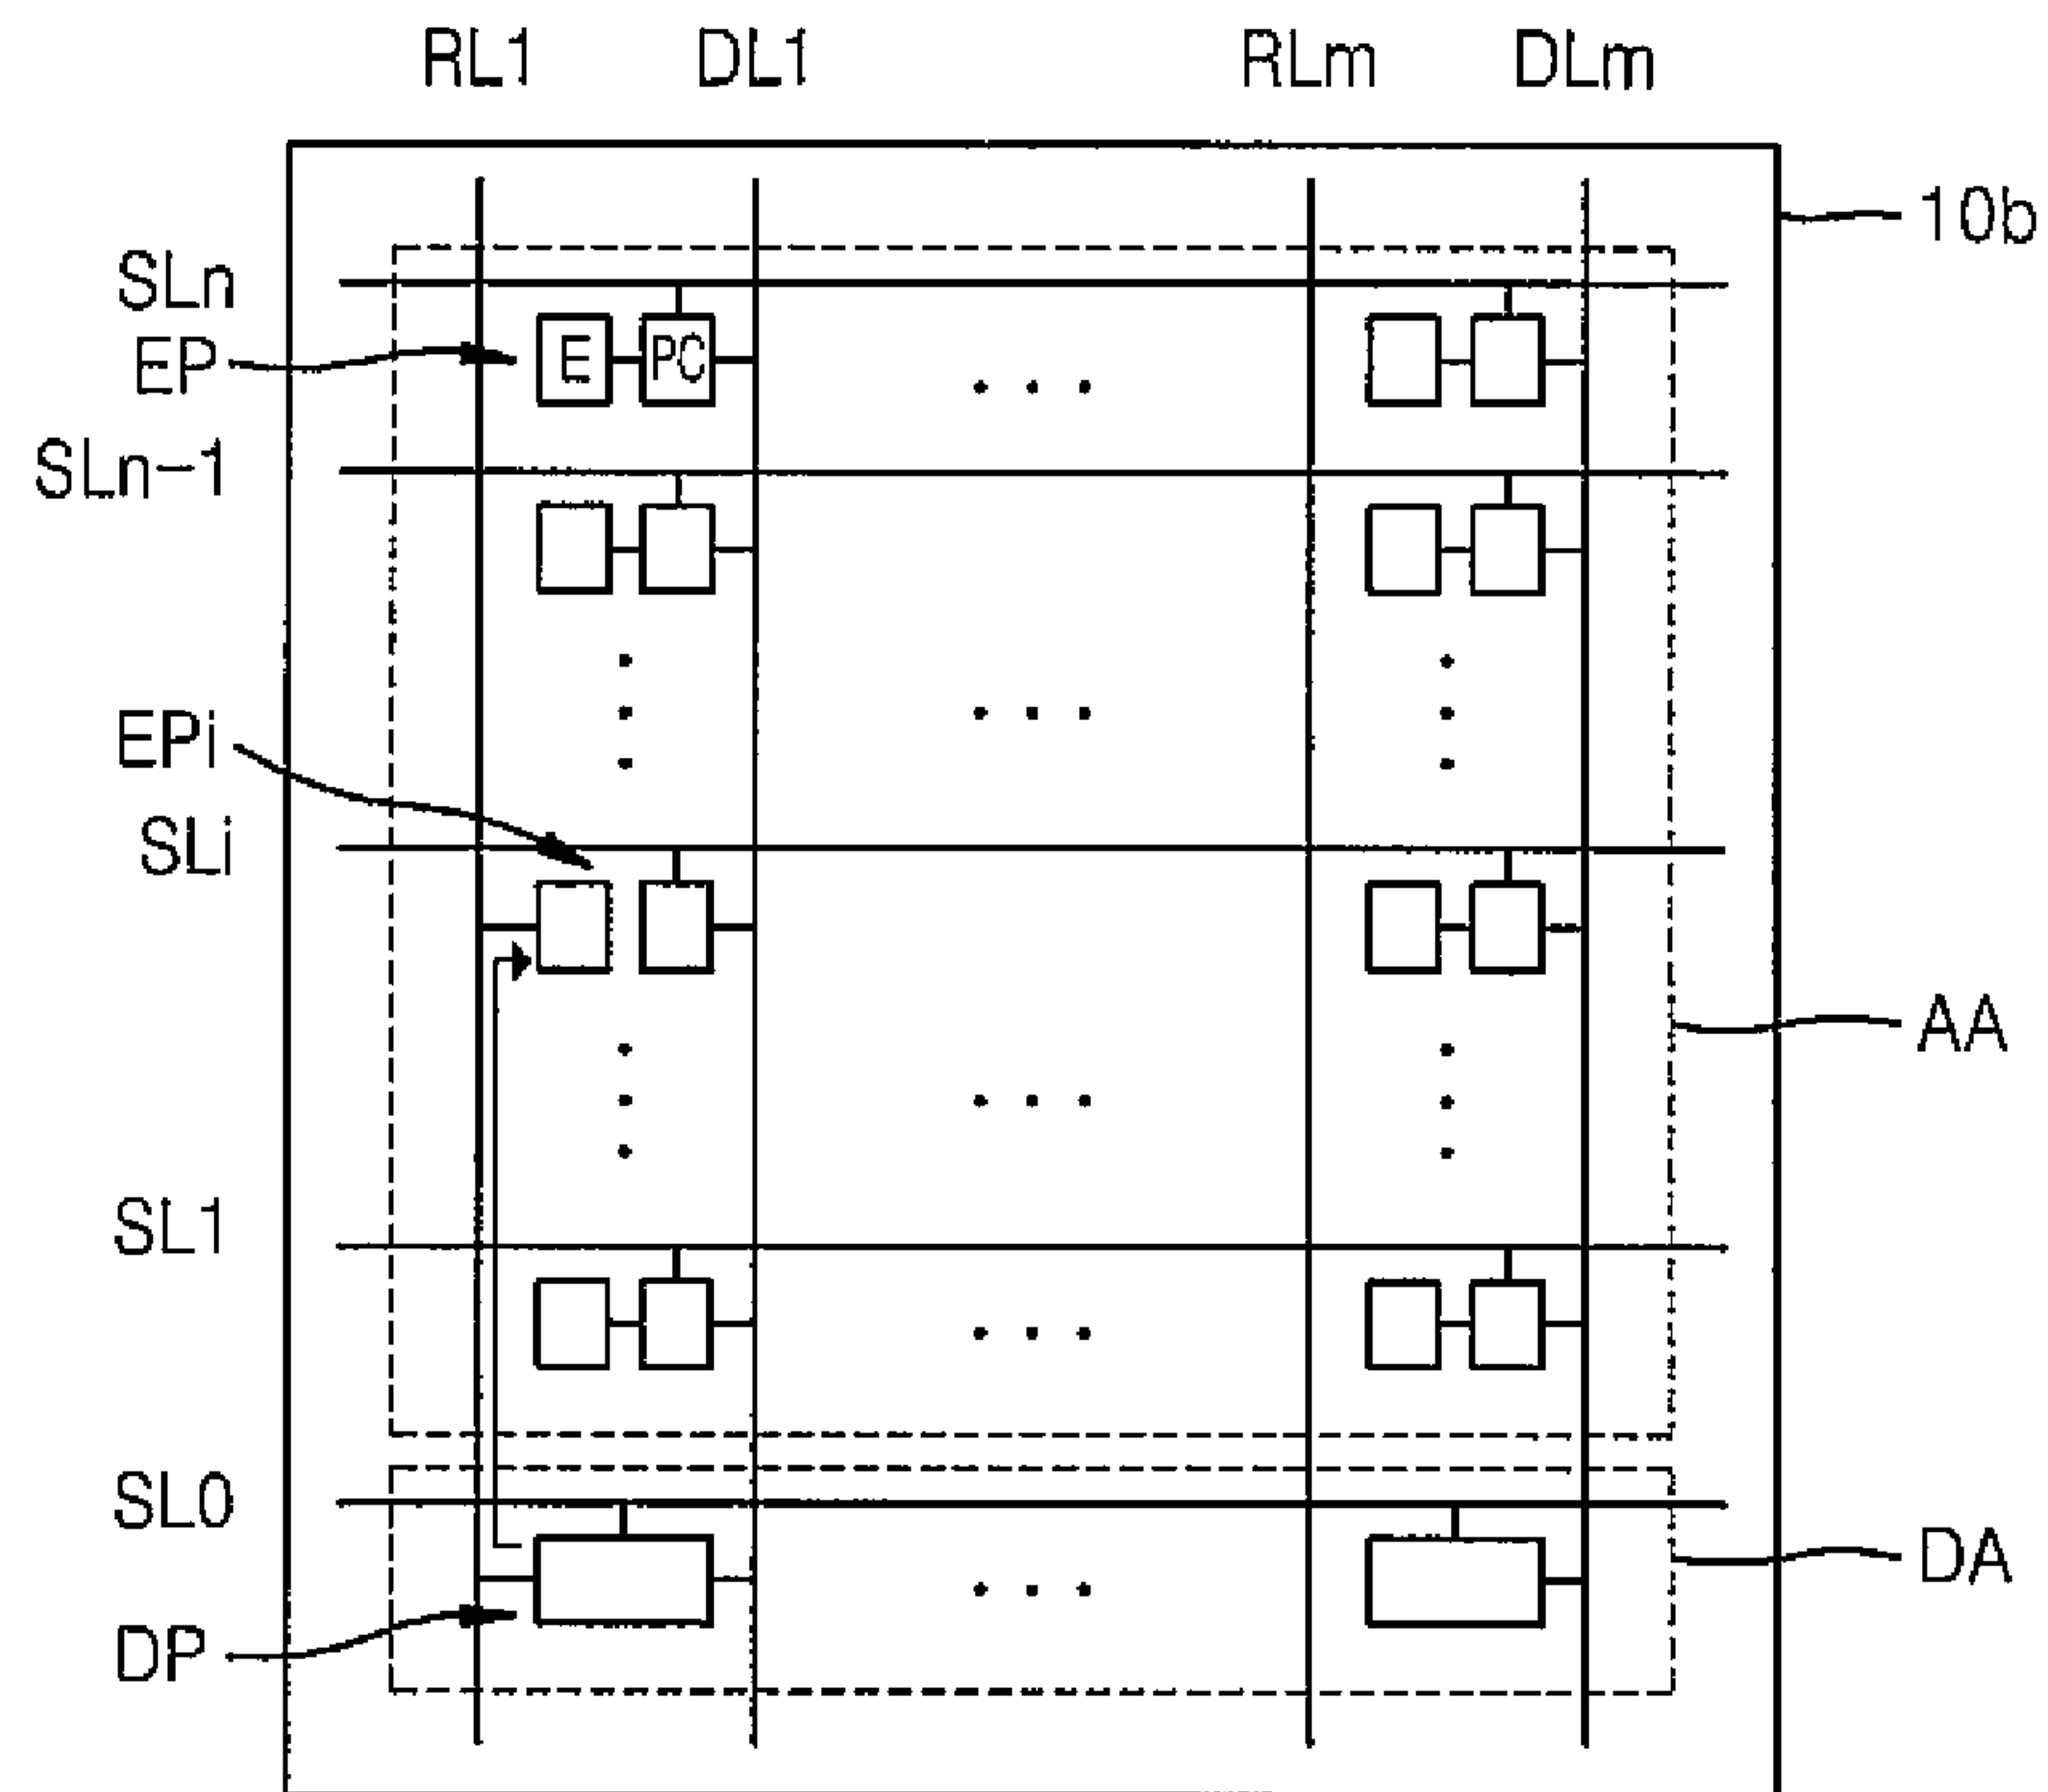 RL1 DL1 RLm DLm
10b
SLn
EP E PC
SLn-1
EPi
SLi
AA
SL1
SL0
DA
DP